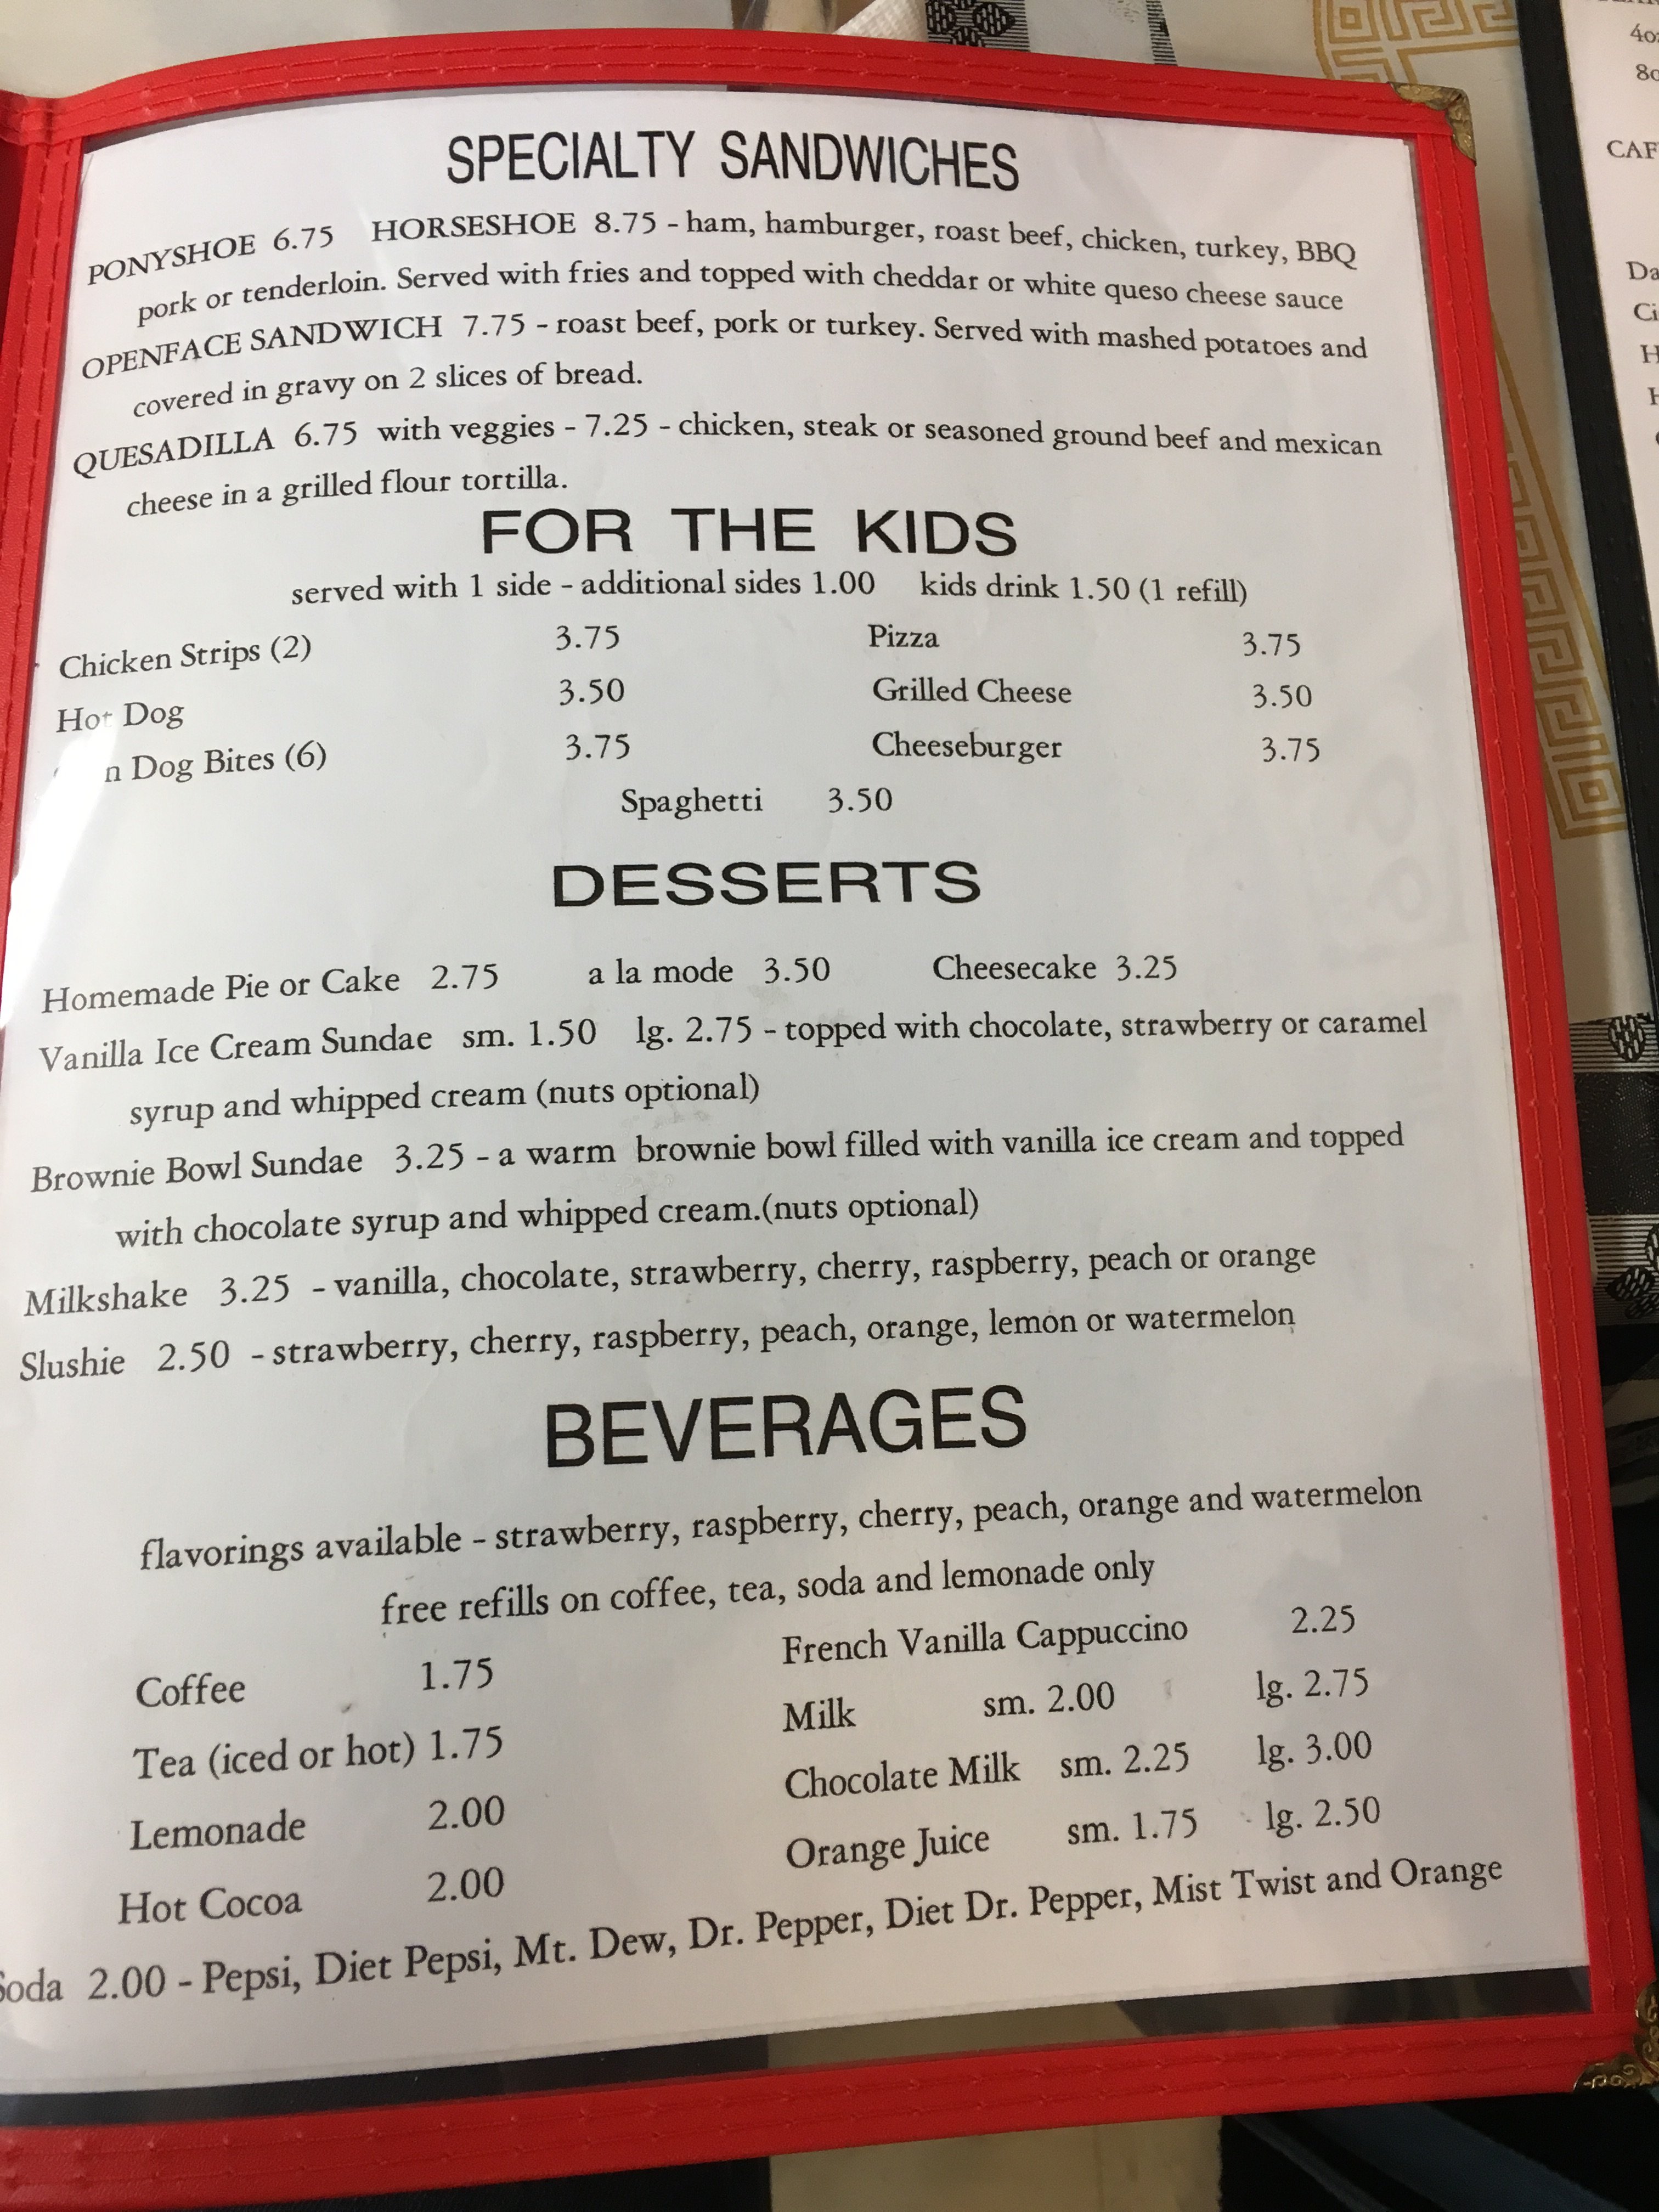 SPECIALTY SANDWICHES
PONYSHOE 6.75 HORSESHOE 8.75 - ham, hamburger, roast beef, chicken, turkey, BBQ
pork or tenderloin. Served with fries and topped with cheddar or white queso cheese sauce
OPENFACE SANDWICH 7.75 - roast beef, pork or turkey. Served with mashed potatoes and
covered in gravy on 2 slices of bread.
QUESADILLA 6.75 with veggies - 7.25 - chicken, steak or seasoned ground beef and mexican
cheese in a grilled flour tortilla.
FOR THE KIDS
served with 1 side - additional sides 1.00 kids drink 1.50 (1 refill)
Chicken Strips (2) 3.75 Pizza 3.75
Hot Dog 3.50 Grilled Cheese 3.50
n Dog Bites (6) 3.75 Cheeseburger 3.75
Spaghetti 3.50
DESSERTS
Homemade Pie or Cake 2.75 a la mode 3.50 Cheesecake 3.25
Vanilla Ice Cream Sundae sm. 1.50 lg. 2.75 - topped with chocolate, strawberry or caramel
syrup and whipped cream (nuts optional)
Brownie Bowl Sundae 3.25 - a warm brownie bowl filled with vanilla ice cream and topped
with chocolate syrup and whipped cream.(nuts optional)
Milkshake 3.25 - vanilla, chocolate, strawberry, cherry, raspberry, peach or orange
Slushie 2.50 - strawberry, cherry, raspberry, peach, orange, lemon or watermelon
BEVERAGES
flavorings available - strawberry, raspberry, cherry, peach, orange and watermelon
free refills on coffee, tea, soda and lemonade only
Coffee 1.75 French Vanilla Cappuccino 2.25
Tea (iced or hot) 1.75 Milk sm. 2.00 lg. 2.75
Lemonade 2.00 Chocolate Milk sm. 2.25 lg. 3.00
Hot Cocoa 2.00 Orange Juice sm. 1.75 lg. 2.50
Soda 2.00 - Pepsi, Diet Pepsi, Mt. Dew, Dr. Pepper, Diet Dr. Pepper, Mist Twist and Orange